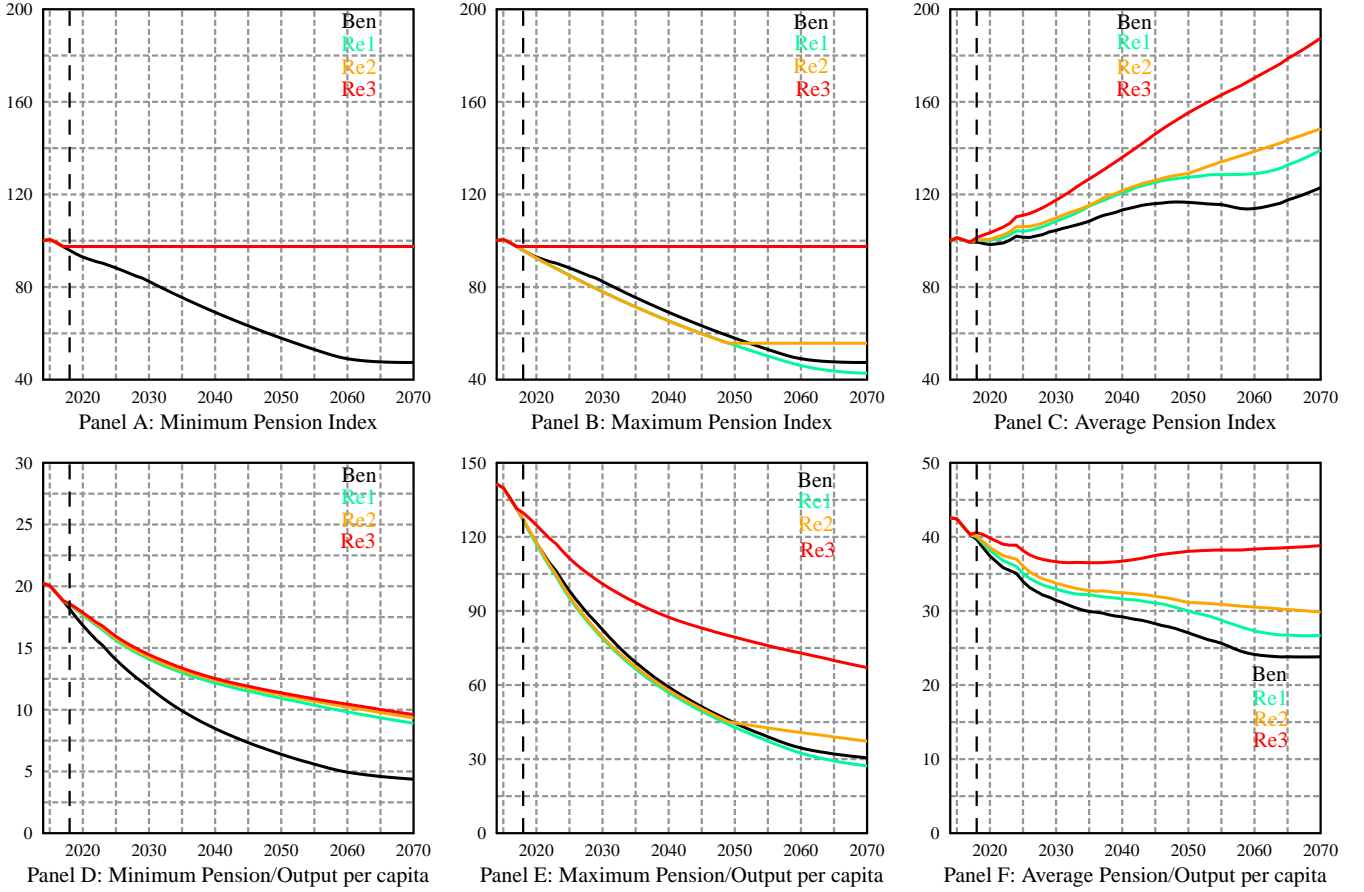 200
160
120
80
40
Ben
Re1
Re2
Re3
2020 2030 2040 2050 2060 2070
Panel A: Minimum Pension Index
200
160
120
80
40
Ben
Re1
Re2
Re3
2020 2030 2040 2050 2060 2070
Panel B: Maximum Pension Index
200
160
120
80
40
Ben
Re1
Re2
Re3
2020 2030 2040 2050 2060 2070
Panel C: Average Pension Index
30
25
20
15
10
5
0
Ben
Re1
Re2
Re3
2020 2030 2040 2050 2060 2070
Panel D: Minimum Pension/Output per capita
150
120
90
60
30
0
Ben
Re1
Re2
Re3
2020 2030 2040 2050 2060 2070
Panel E: Maximum Pension/Output per capita
50
40
30
20
10
0
Ben
Re1
Re2
Re3
2020 2030 2040 2050 2060 2070
Panel F: Average Pension/Output per capita